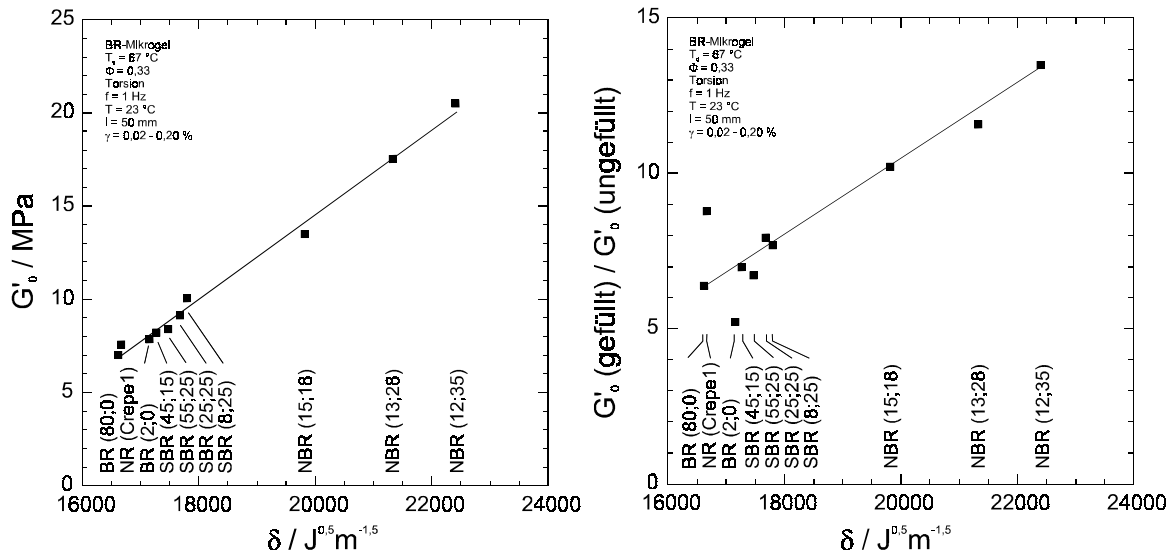 25
20
15
10
5
0
G'₀ / MPa
BR-Mikrogel
T_g = 67 °C
Φ = 0,33
Torsion
f = 1 Hz
T = 23 °C
l = 50 mm
γ = 0,02 - 0,20 %
BR (80;0)
NR (Crepe1)
BR (2;0)
SBR (45;15)
SBR (55;25)
SBR (25;25)
SBR (8;25)
NBR (15;18)
NBR (13;28)
NBR (12;35)
16000 18000 20000 22000 24000
δ / J^0,5 m^-1,5
15
10
5
0
G'₀ (gefüllt) / G'₀ (ungefüllt)
BR-Mikrogel
T_g = 67 °C
Φ = 0,33
Torsion
f = 1 Hz
T = 23 °C
l = 50 mm
γ = 0,02 - 0,20 %
BR (80;0)
NR (Crepe1)
BR (2;0)
SBR (45;15)
SBR (55;25)
SBR (25;25)
SBR (8;25)
NBR (15;18)
NBR (13;28)
NBR (12;35)
16000 18000 20000 22000 24000
δ / J^0,5 m^-1,5